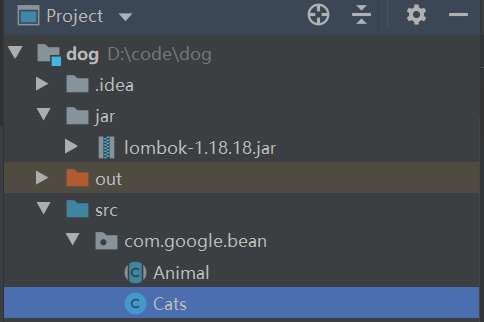 Project
dog D:\code\dog
.idea
jar
lombok-1.18.18.jar
out
src
com.google.bean
C Animal
C Cats